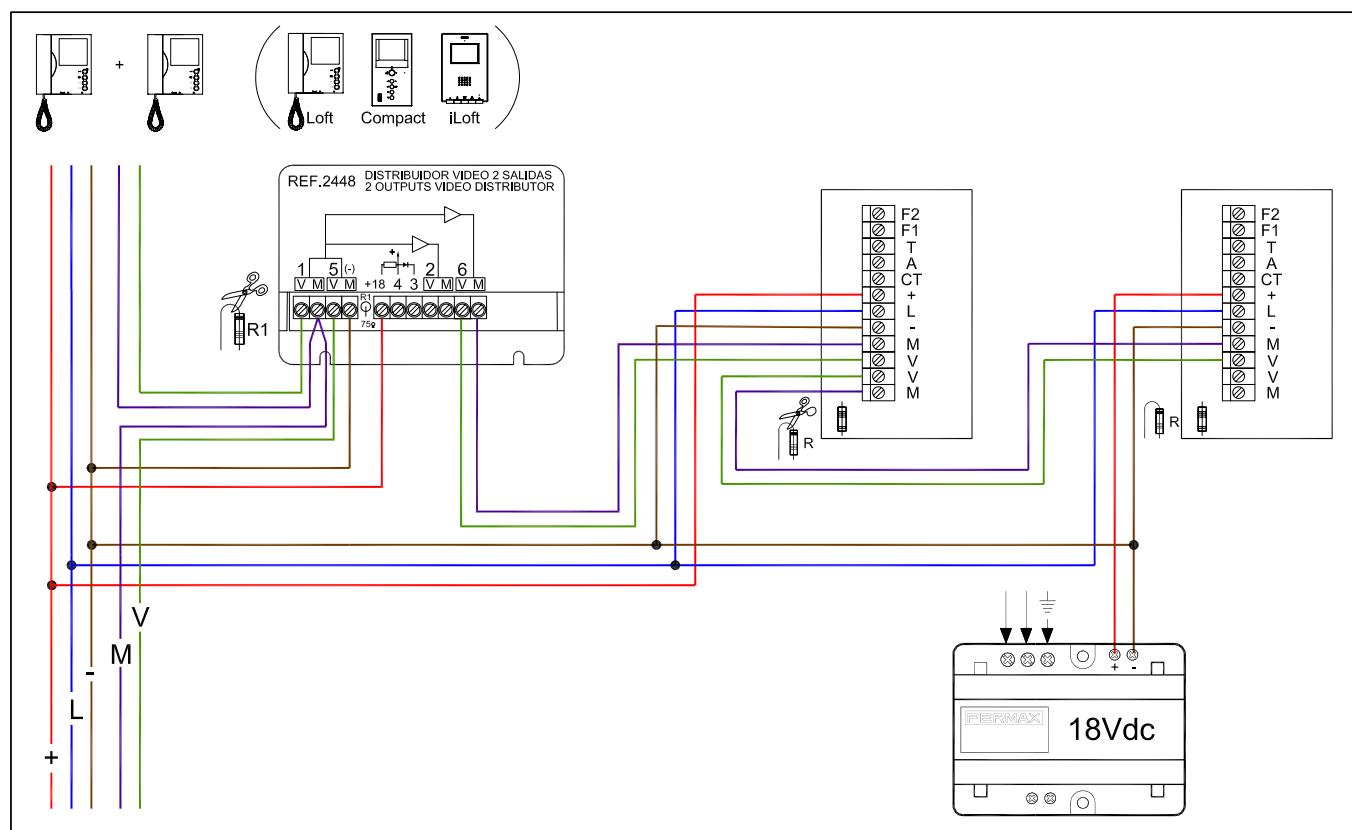 +
Loft
Compact
iLoft
REF.2448
DISTRIBUIDOR VIDEO 2 SALIDAS
2 OUTPUTS VIDEO DISTRIBUTOR
+
1
5
(-)
2
6
V M V M
+18 4 3
V M V M
R1
75Ω
R1
F2
F1
T
A
CT
+
L
-
M
V
V
M
R
F2
F1
T
A
CT
+
L
-
M
V
V
M
R
V
M
-
L
+
+ -
FERMAX
18Vdc